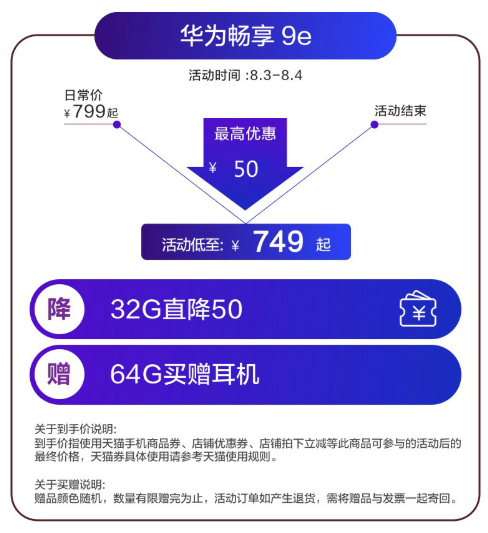 华为畅享 9e
活动时间 :8.3-8.4
日常价
¥799起
活动结束
最高优惠
¥ 50
活动低至: ¥ 749 起
降 32G直降50
¥
赠 64G买赠耳机
关于到手价说明:
到手价指使用天猫手机商品券、店铺优惠券、店铺拍下立减等此商品可参与的活动后的
最终价格，天猫券具体使用请参考天猫使用规则。
关于买赠说明:
赠品颜色随机，数量有限赠完为止，活动订单如产生退货，需将赠品与发票一起寄回。